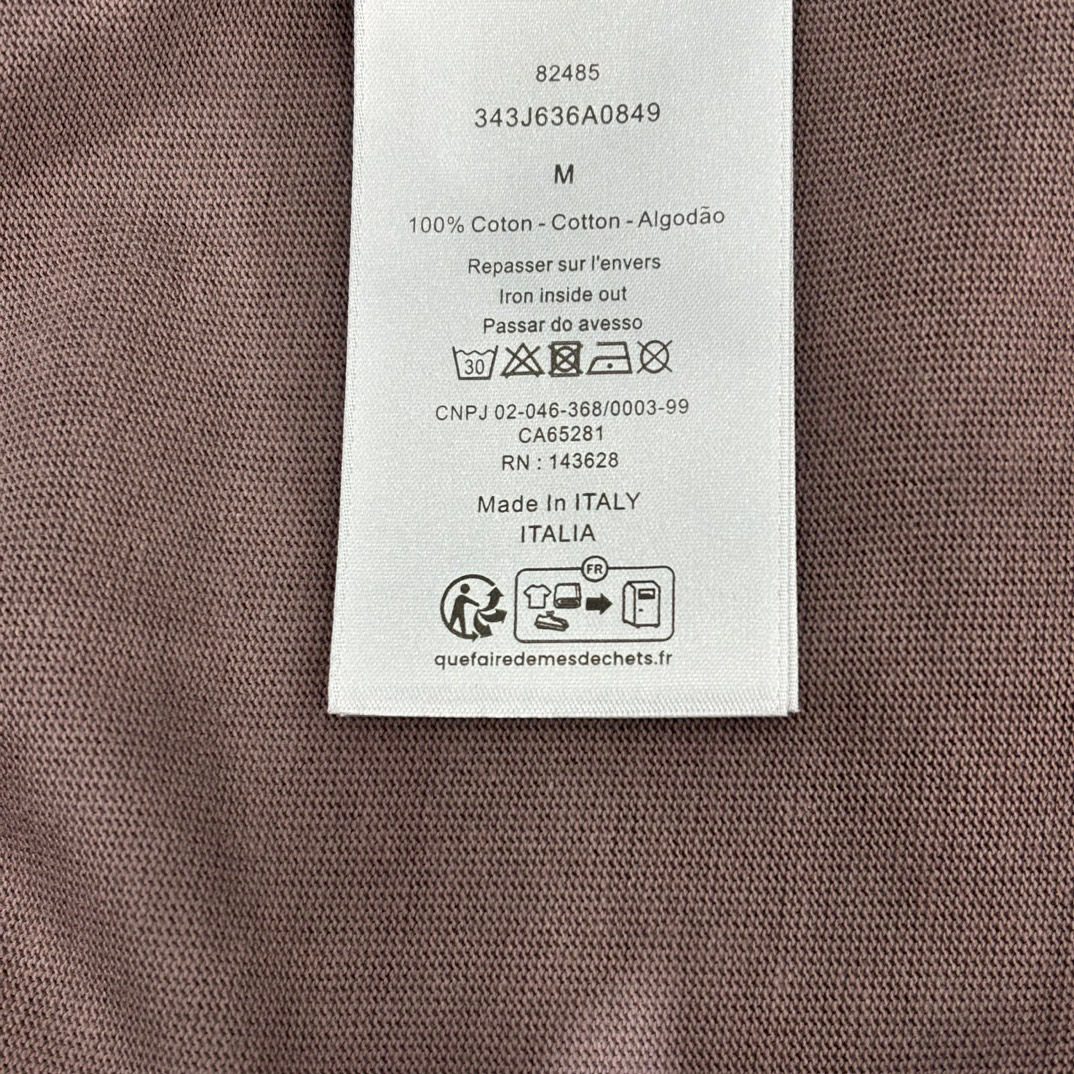 82485
343J636A0849
M
100% Coton - Cotton - Algodão
Repasser sur l'envers
Iron inside out
Passar do avesso
30
CNPJ 02-046-368/0003-99
CA65281
RN : 143628
Made In ITALY
ITALIA
FR
quefairedemesdechets.fr